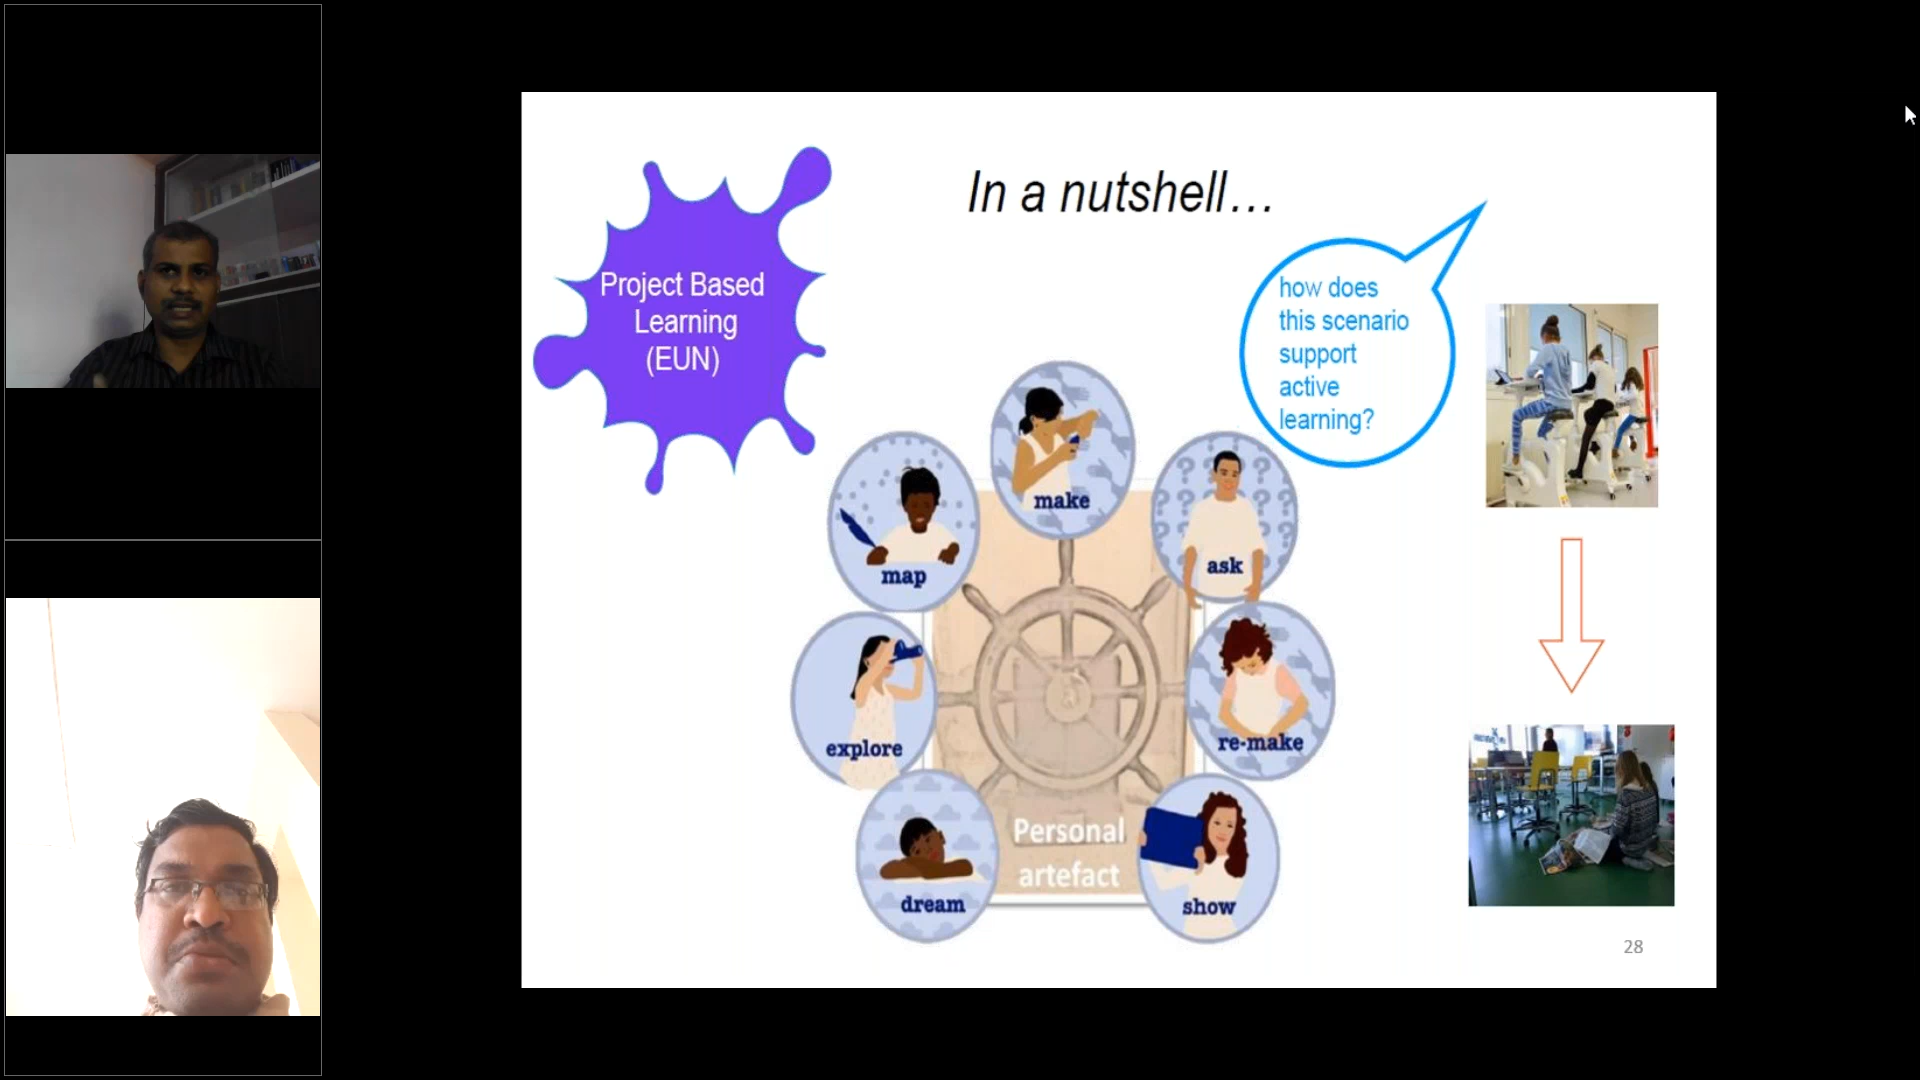 In a nutshell...
Project Based
Learning
(EUN)
how does
this scenario
support
active
learning?
make
map
ask
explore
re-make
dream
Personal
artefact
show
28